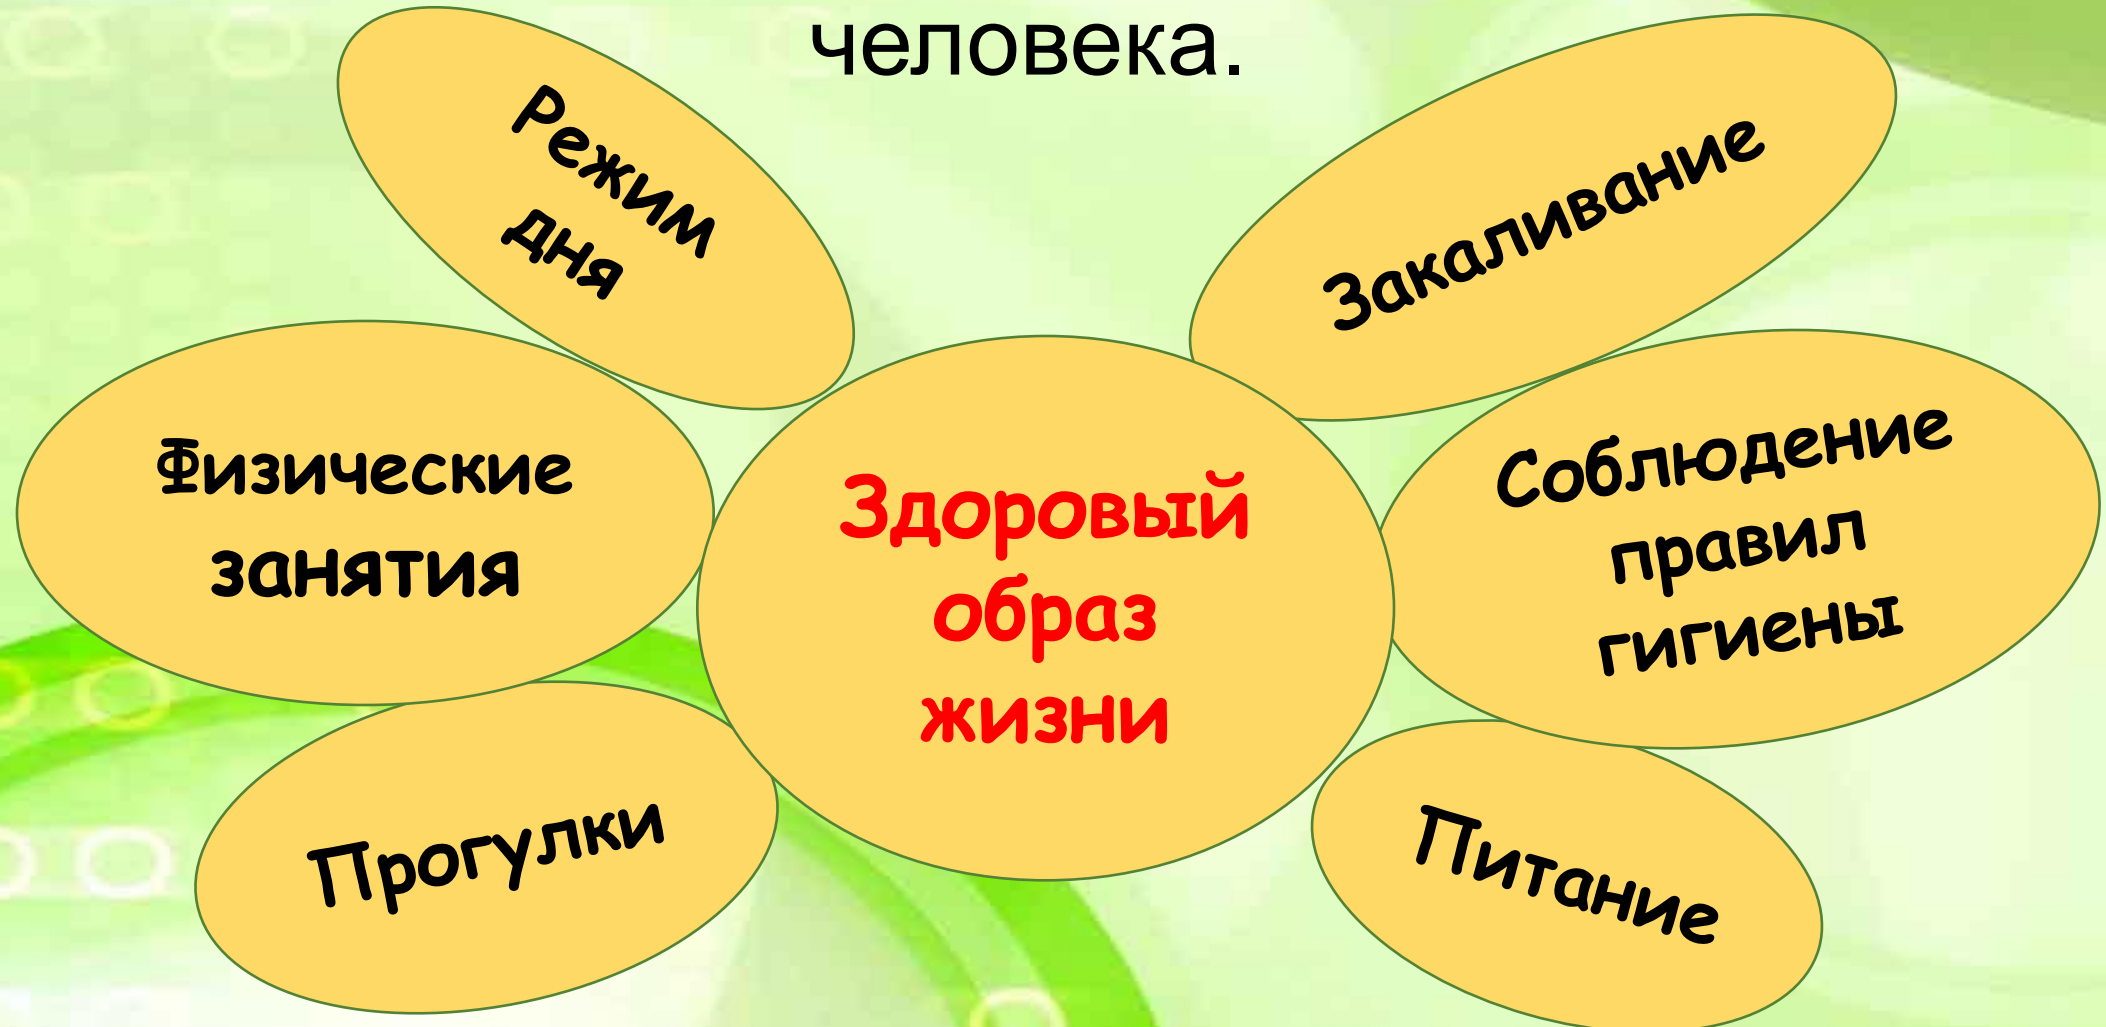 человека.
Режим
дня
Закаливание
Физические
занятия
Здоровый
образ
жизни
Соблюдение
правил
гигиены
Прогулки
Питание